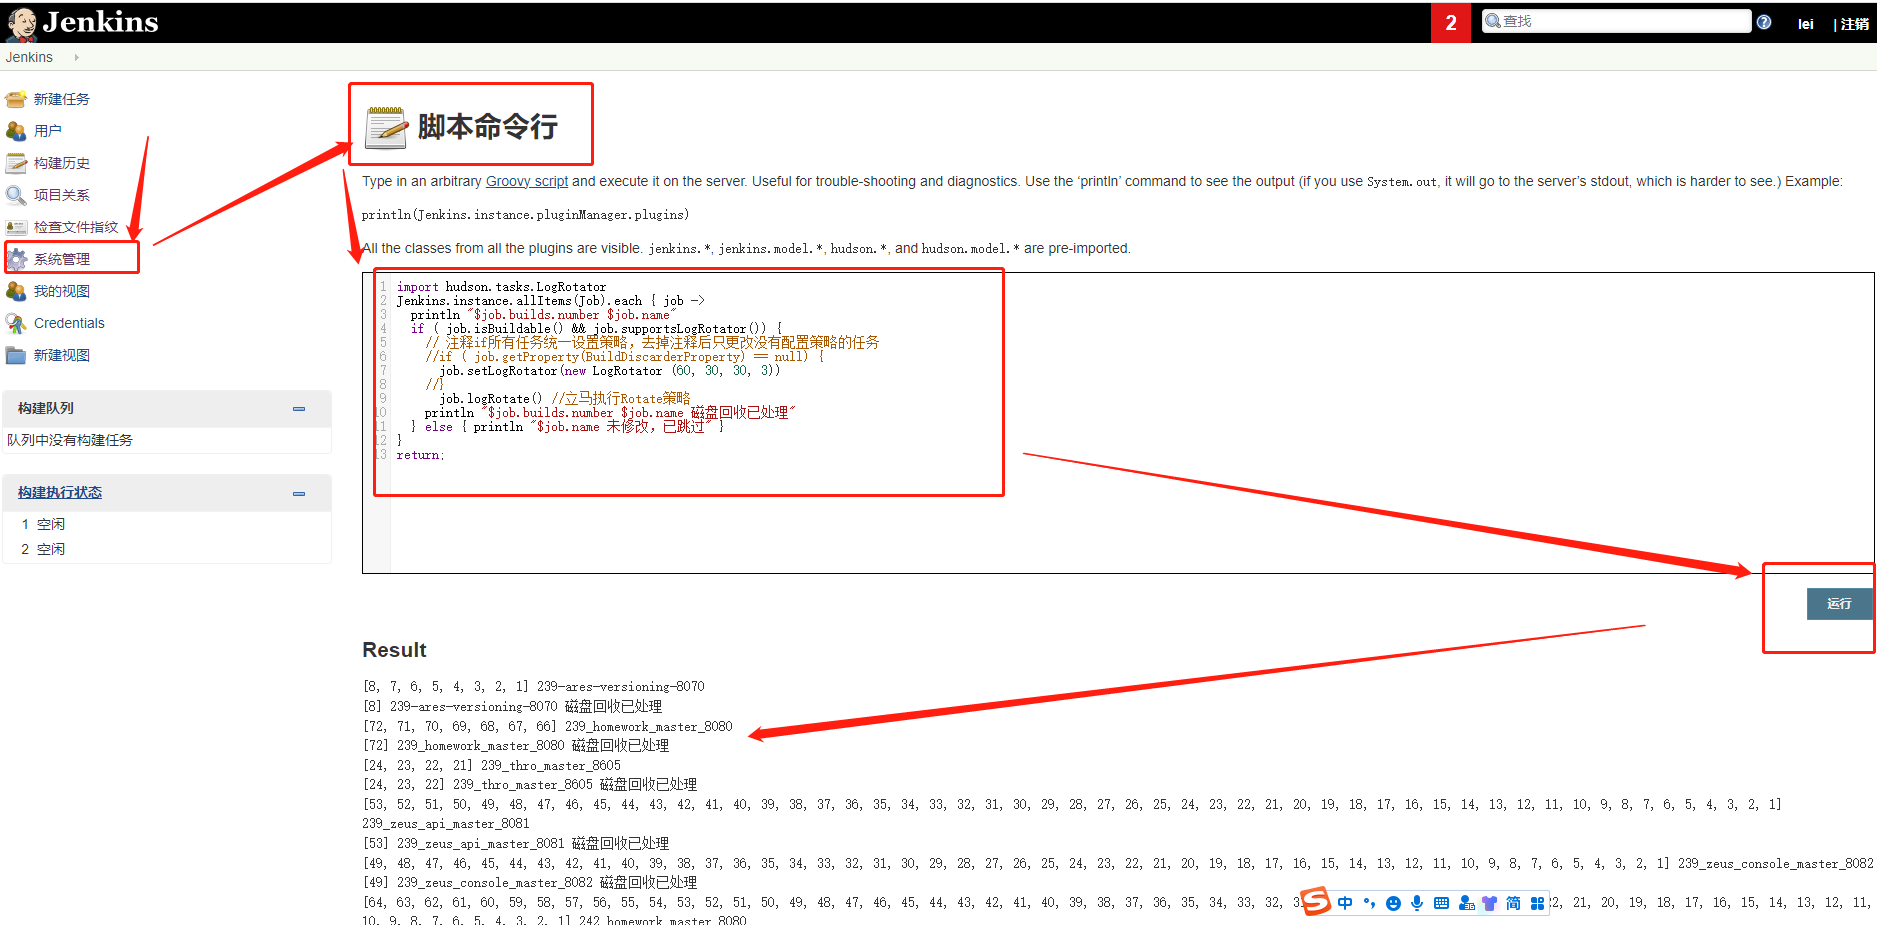 Jenkins
2
查找
lei
| 注销
Jenkins
新建任务
用户
构建历史
项目关系
检查文件指纹
系统管理
我的视图
Credentials
新建视图
构建队列
队列中没有构建任务
构建执行状态
1 空闲
2 空闲
脚本命令行
Type in an arbitrary Groovy script and execute it on the server. Useful for trouble-shooting and diagnostics. Use the ‘println’ command to see the output (if you use System.out, it will go to the server’s stdout, which is harder to see.) Example:
println(Jenkins.instance.pluginManager.plugins)
All the classes from all the plugins are visible. jenkins.*, jenkins.model.*, hudson.*, and hudson.model.* are pre-imported.
1 import hudson.tasks.LogRotator
2 Jenkins.instance.allItems(Job).each { job ->
3 println "$job.builds.number $job.name"
4 if ( job.isBuildable() && job.supportsLogRotator()) {
5 // 注释if所有任务统一设置策略，去掉注释后只更改没有配置策略的任务
6 //if ( job.getProperty(BuildDiscarderProperty) == null) {
7 job.setLogRotator(new LogRotator (60, 30, 30, 3))
8 //}
9 job.logRotate() //立马执行Rotate策略
10 println "$job.builds.number $job.name 磁盘回收已处理"
11 } else { println "$job.name 未修改，已跳过" }
12 }
13 return;
运行
Result
[8, 7, 6, 5, 4, 3, 2, 1] 239-ares-versioning-8070
[8] 239-ares-versioning-8070 磁盘回收已处理
[72, 71, 70, 69, 68, 67, 66] 239_homework_master_8080
[72] 239_homework_master_8080 磁盘回收已处理
[24, 23, 22, 21] 239_thro_master_8605
[24, 23, 22] 239_thro_master_8605 磁盘回收已处理
[53, 52, 51, 50, 49, 48, 47, 46, 45, 44, 43, 42, 41, 40, 39, 38, 37, 36, 35, 34, 33, 32, 31, 30, 29, 28, 27, 26, 25, 24, 23, 22, 21, 20, 19, 18, 17, 16, 15, 14, 13, 12, 11, 10, 9, 8, 7, 6, 5, 4, 3, 2, 1]
239_zeus_api_master_8081
[53] 239_zeus_api_master_8081 磁盘回收已处理
[49, 48, 47, 46, 45, 44, 43, 42, 41, 40, 39, 38, 37, 36, 35, 34, 33, 32, 31, 30, 29, 28, 27, 26, 25, 24, 23, 22, 21, 20, 19, 18, 17, 16, 15, 14, 13, 12, 11, 10, 9, 8, 7, 6, 5, 4, 3, 2, 1] 239_zeus_console_master_8082
[49] 239_zeus_console_master_8082 磁盘回收已处理
[64, 63, 62, 61, 60, 59, 58, 57, 56, 55, 54, 53, 52, 51, 50, 49, 48, 47, 46, 45, 44, 43, 42, 41, 40, 39, 38, 37, 36, 35, 34, 33, 32, 22, 21, 20, 19, 18, 17, 16, 15, 14, 13, 12, 11,
10, 9, 8, 7, 6, 5, 4, 3, 2, 1] 242_homework_master_8080
中
简